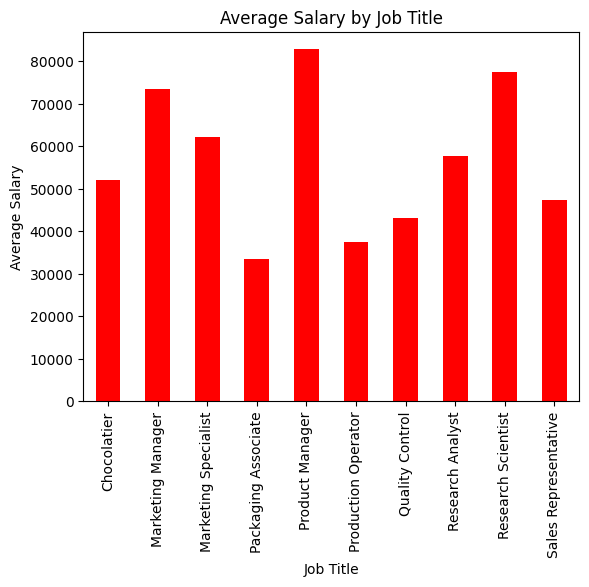 Average Salary by Job Title
Average Salary
80000
70000
60000
50000
40000
30000
20000
10000
0
Chocolatier
Marketing Manager
Marketing Specialist
Packaging Associate
Product Manager
Production Operator
Quality Control
Research Analyst
Research Scientist
Sales Representative
Job Title